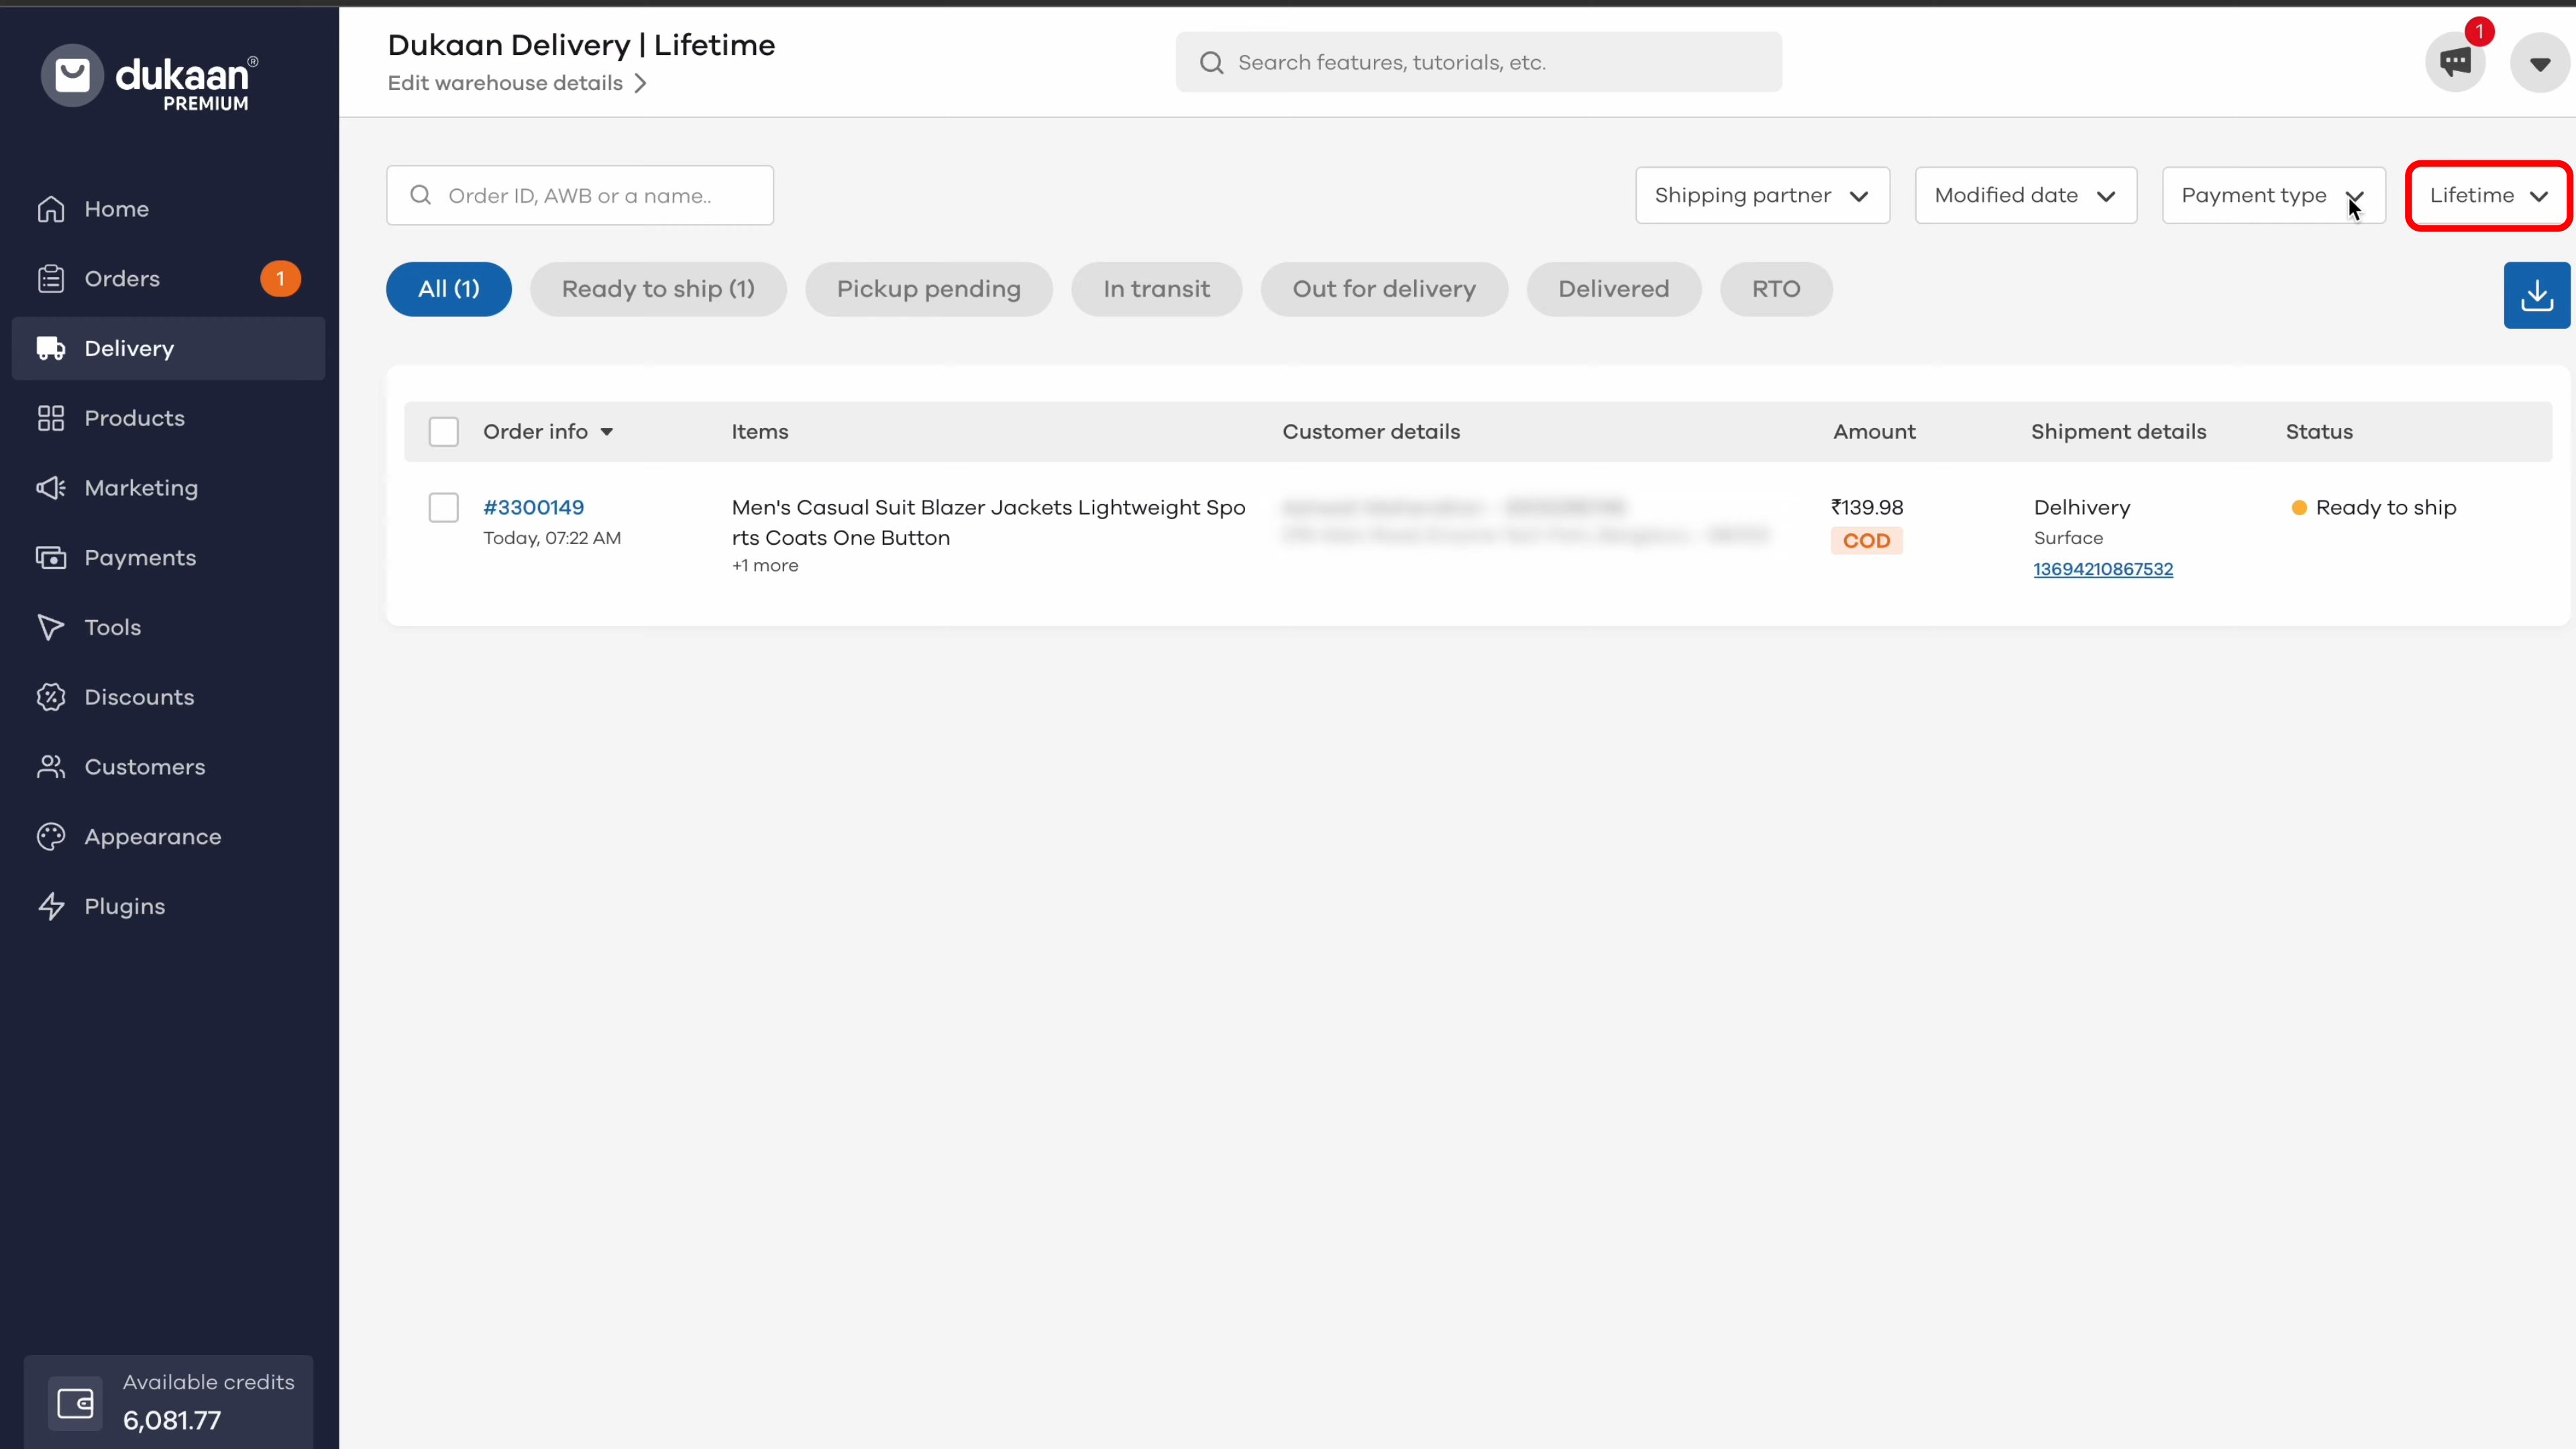 dukaan®
PREMIUM
Home
Orders 1
Delivery
Products
Marketing
Payments
Tools
Discounts
Customers
Appearance
Plugins
Available credits
6,081.77
Dukaan Delivery | Lifetime
Edit warehouse details
Search features, tutorials, etc.
1
Order ID, AWB or a name..
Shipping partner
Modified date
Payment type
Lifetime
All (1)
Ready to ship (1)
Pickup pending
In transit
Out for delivery
Delivered
RTO
Order info Items Customer details Amount Shipment details Status
#3300149
Today, 07:22 AM
Men's Casual Suit Blazer Jackets Lightweight Spo
rts Coats One Button
+1 more
₹139.98
COD
Delhivery
Surface
13694210867532
Ready to ship